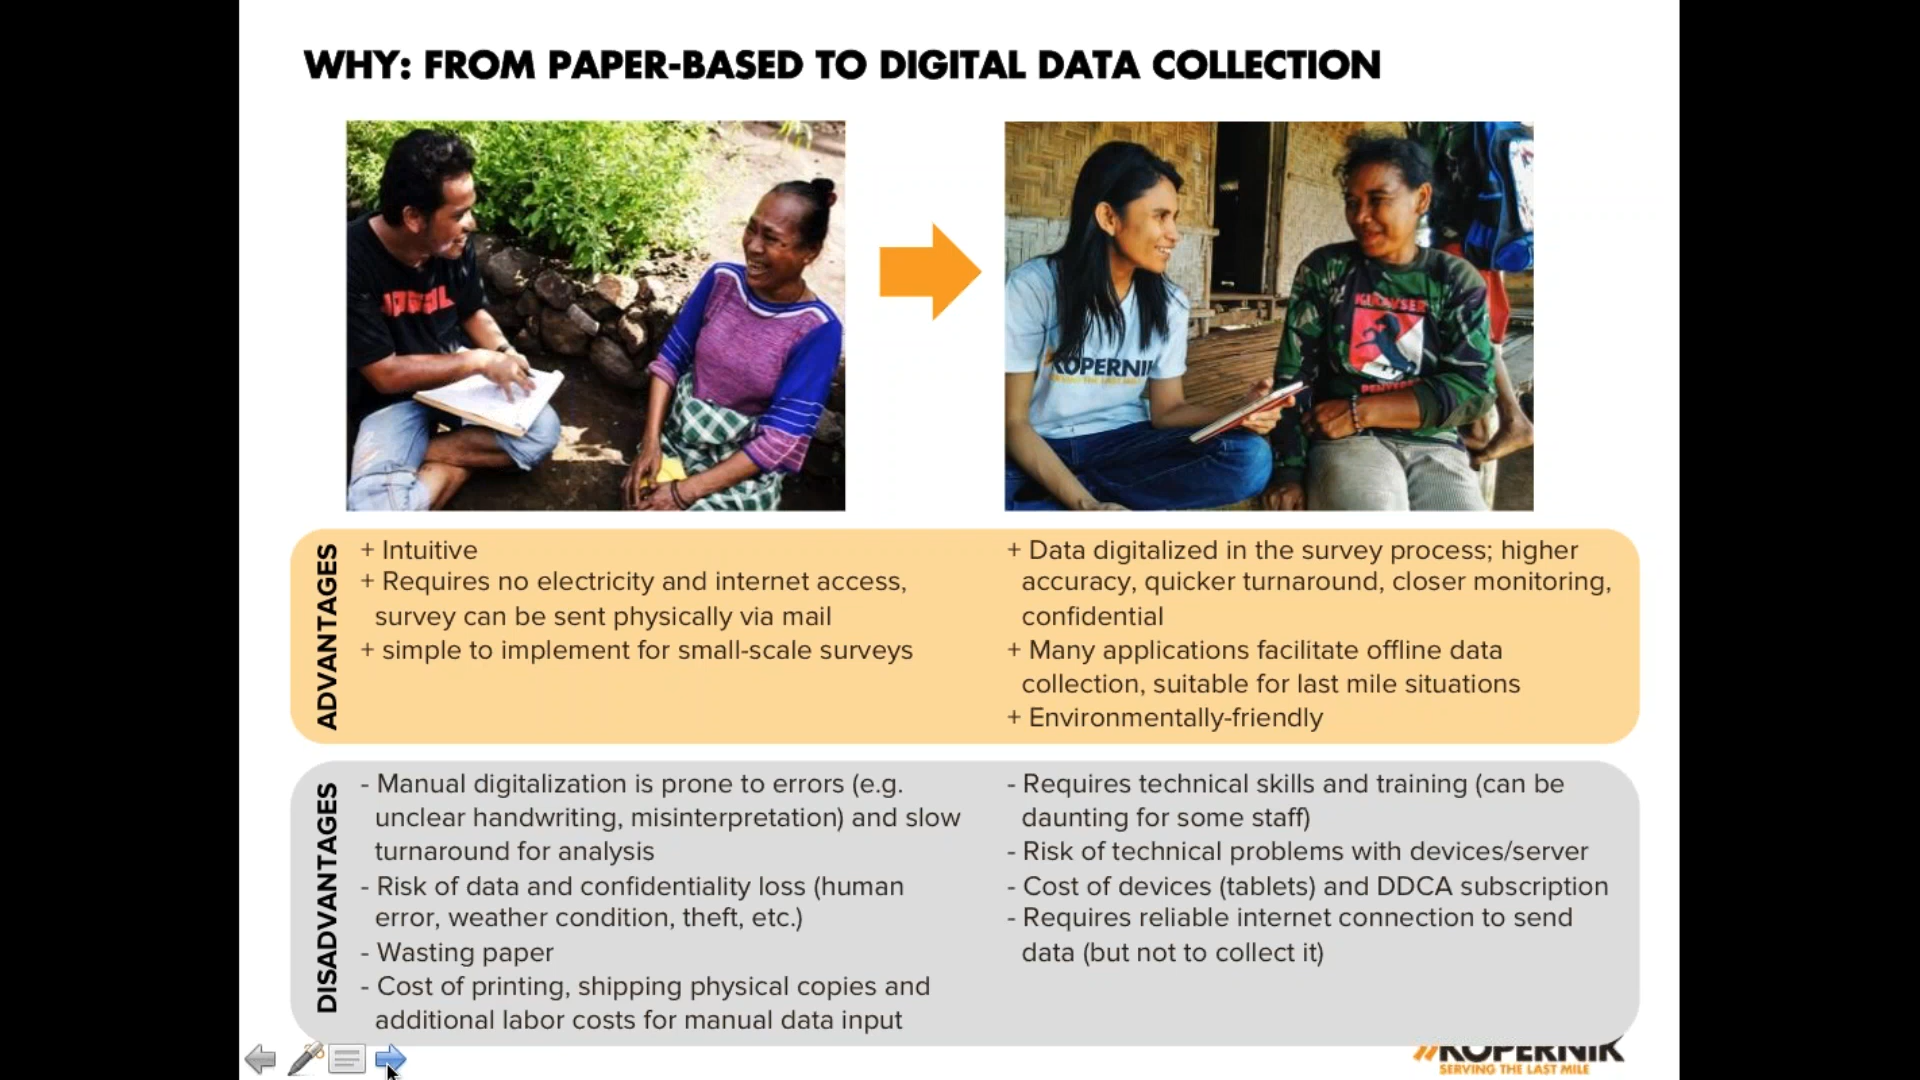 WHY: FROM PAPER-BASED TO DIGITAL DATA COLLECTION
KOPERNIK
SERVING THE LAST MILE
ADVANTAGES
+ Intuitive
+ Requires no electricity and internet access,
survey can be sent physically via mail
+ simple to implement for small-scale surveys
+ Data digitalized in the survey process; higher
accuracy, quicker turnaround, closer monitoring,
confidential
+ Many applications facilitate offline data
collection, suitable for last mile situations
+ Environmentally-friendly
DISADVANTAGES
- Manual digitalization is prone to errors (e.g.
unclear handwriting, misinterpretation) and slow
turnaround for analysis
- Risk of data and confidentiality loss (human
error, weather condition, theft, etc.)
- Wasting paper
- Cost of printing, shipping physical copies and
additional labor costs for manual data input
- Requires technical skills and training (can be
daunting for some staff)
- Risk of technical problems with devices/server
- Cost of devices (tablets) and DDCA subscription
- Requires reliable internet connection to send
data (but not to collect it)
KOPERNIK
SERVING THE LAST MILE